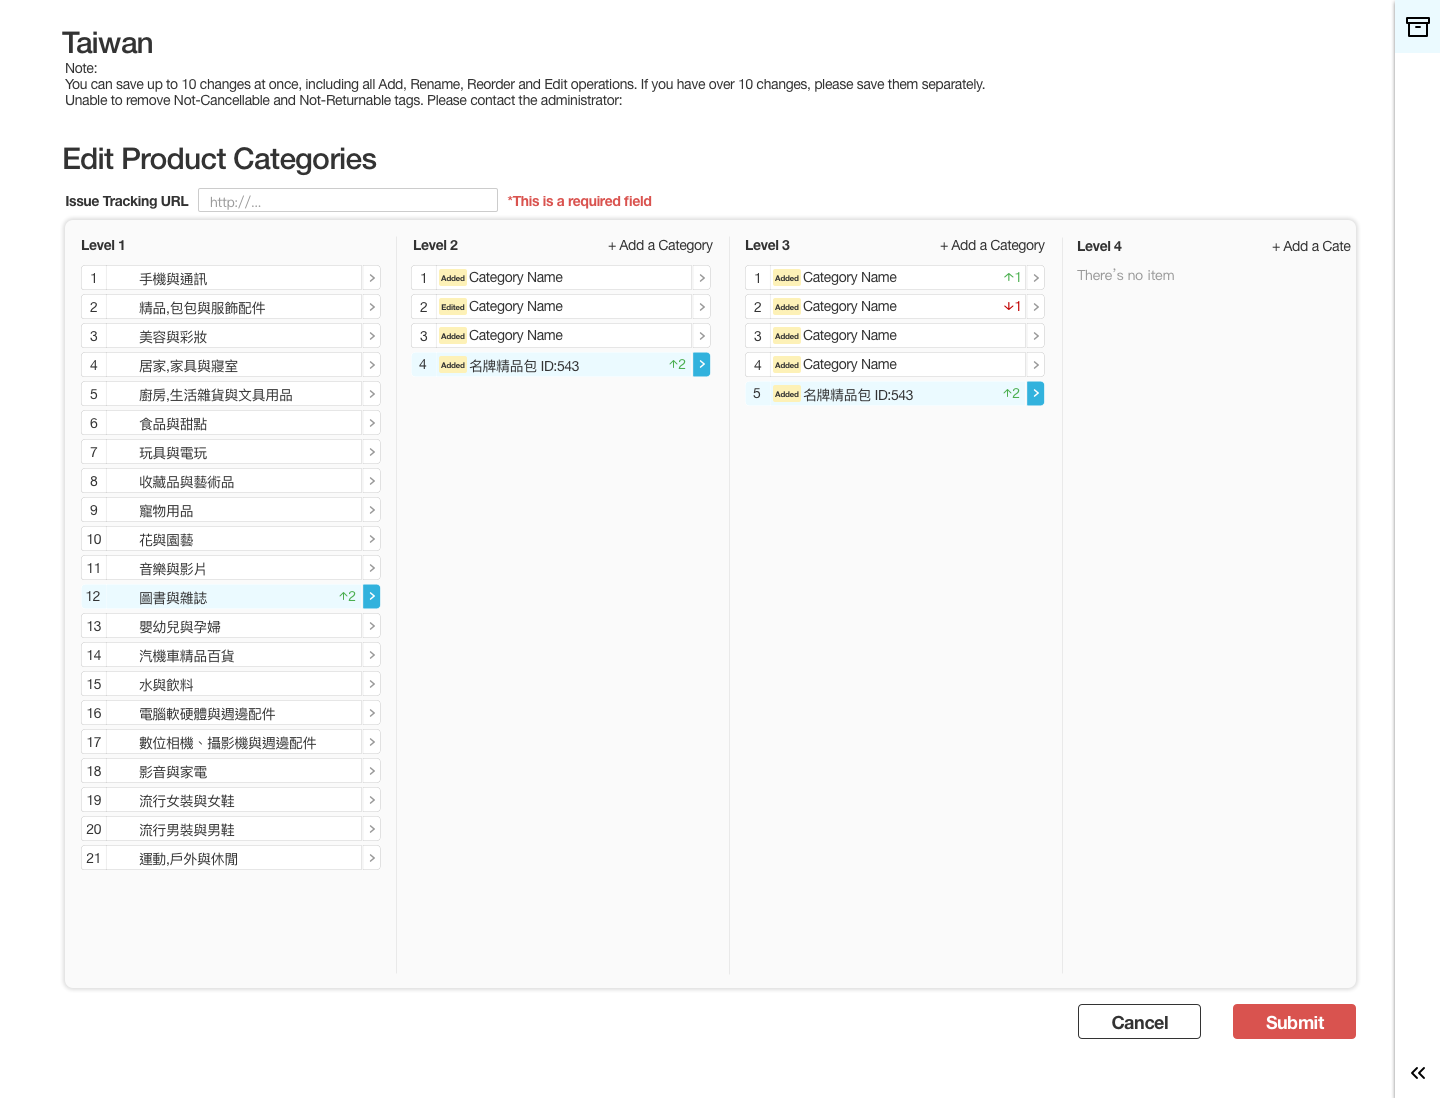 Taiwan
Note:
You can save up to 10 changes at once, including all Add, Rename, Reorder and Edit operations. If you have over 10 changes, please save them separately.
Unable to remove Not-Cancellable and Not-Returnable tags. Please contact the administrator:
Edit Product Categories
Issue Tracking URL http://... *This is a required field
Level 1
1 手機與通訊
2 精品,包包與服飾配件
3 美容與彩妝
4 居家,家具與寢室
5 廚房,生活雜貨與文具用品
6 食品與甜點
7 玩具與電玩
8 收藏品與藝術品
9 寵物用品
10 花與園藝
11 音樂與影片
12 圖書與雜誌 ↑2
13 嬰幼兒與孕婦
14 汽機車精品百貨
15 水與飲料
16 電腦軟硬體與週邊配件
17 數位相機、攝影機與週邊配件
18 影音與家電
19 流行女裝與女鞋
20 流行男裝與男鞋
21 運動,戶外與休閒
Level 2 + Add a Category
1 Added Category Name
2 Edited Category Name
3 Added Category Name
4 Added 名牌精品包 ID:543 ↑2
Level 3 + Add a Category
1 Added Category Name ↑1
2 Added Category Name ↓1
3 Added Category Name
4 Added Category Name
5 Added 名牌精品包 ID:543 ↑2
Level 4 + Add a Cate
There's no item
Cancel Submit